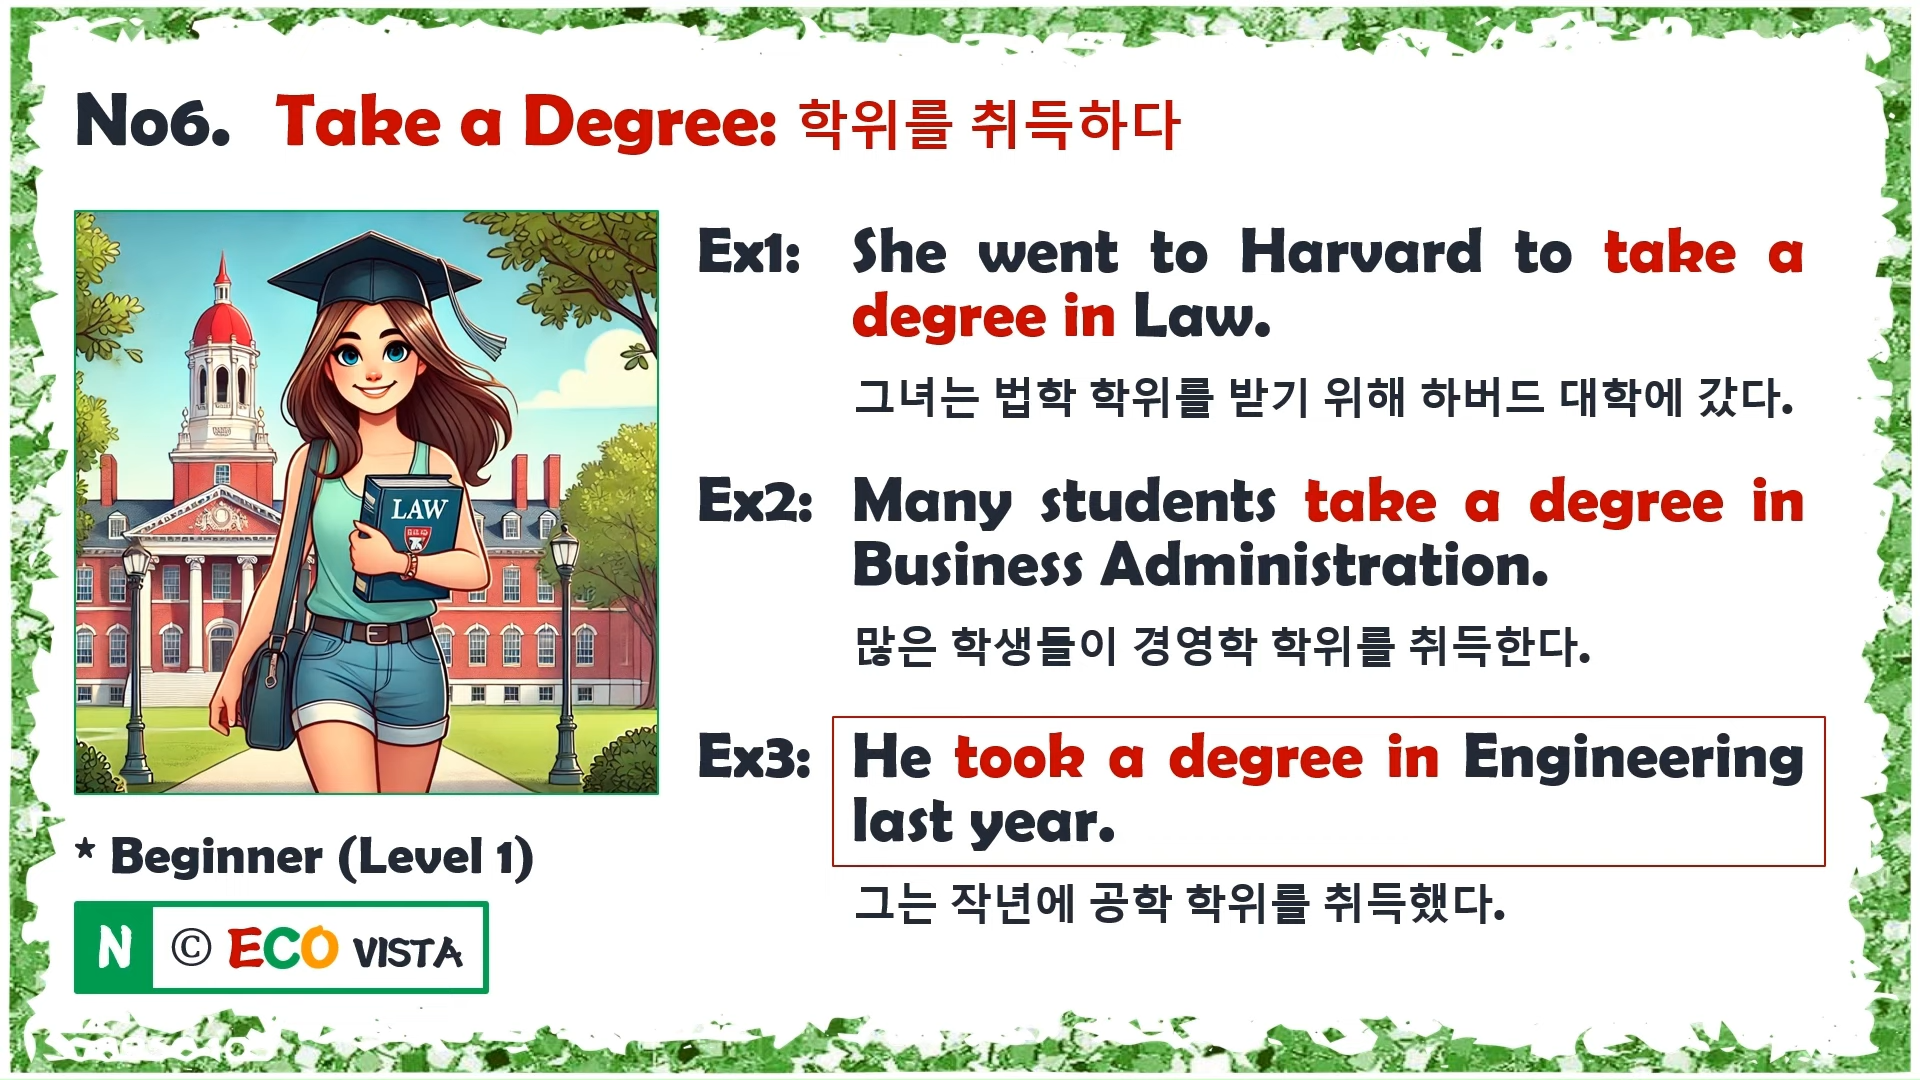 No6. Take a Degree: 학위를 취득하다
Ex1: She went to Harvard to take a
degree in Law.
그녀는 법학 학위를 받기 위해 하버드 대학에 갔다.
Ex2: Many students take a degree in
Business Administration.
많은 학생들이 경영학 학위를 취득한다.
Ex3: He took a degree in Engineering
last year.
그는 작년에 공학 학위를 취득했다.
LAW
* Beginner (Level 1)
N © ECO VISTA